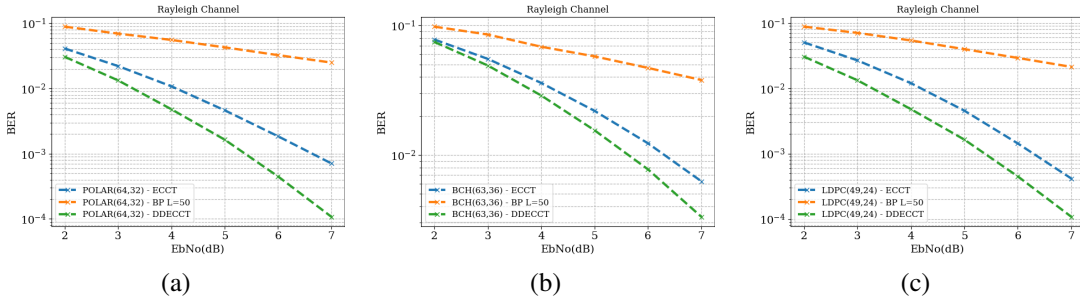 Rayleigh Channel
10⁻¹
10⁻²
10⁻³
10⁻⁴
BER
POLAR(64,32) - ECCT
POLAR(64,32) - BP L=50
POLAR(64,32) - DDECCT
2 3 4 5 6 7
EbNo(dB)
(a)
Rayleigh Channel
10⁻¹
10⁻²
BER
BCH(63,36) - ECCT
BCH(63,36) - BP L=50
BCH(63,36) - DDECCT
2 3 4 5 6 7
EbNo(dB)
(b)
Rayleigh Channel
10⁻¹
10⁻²
10⁻³
10⁻⁴
BER
LDPC(49,24) - ECCT
LDPC(49,24) - BP L=50
LDPC(49,24) - DDECCT
2 3 4 5 6 7
EbNo(dB)
(c)